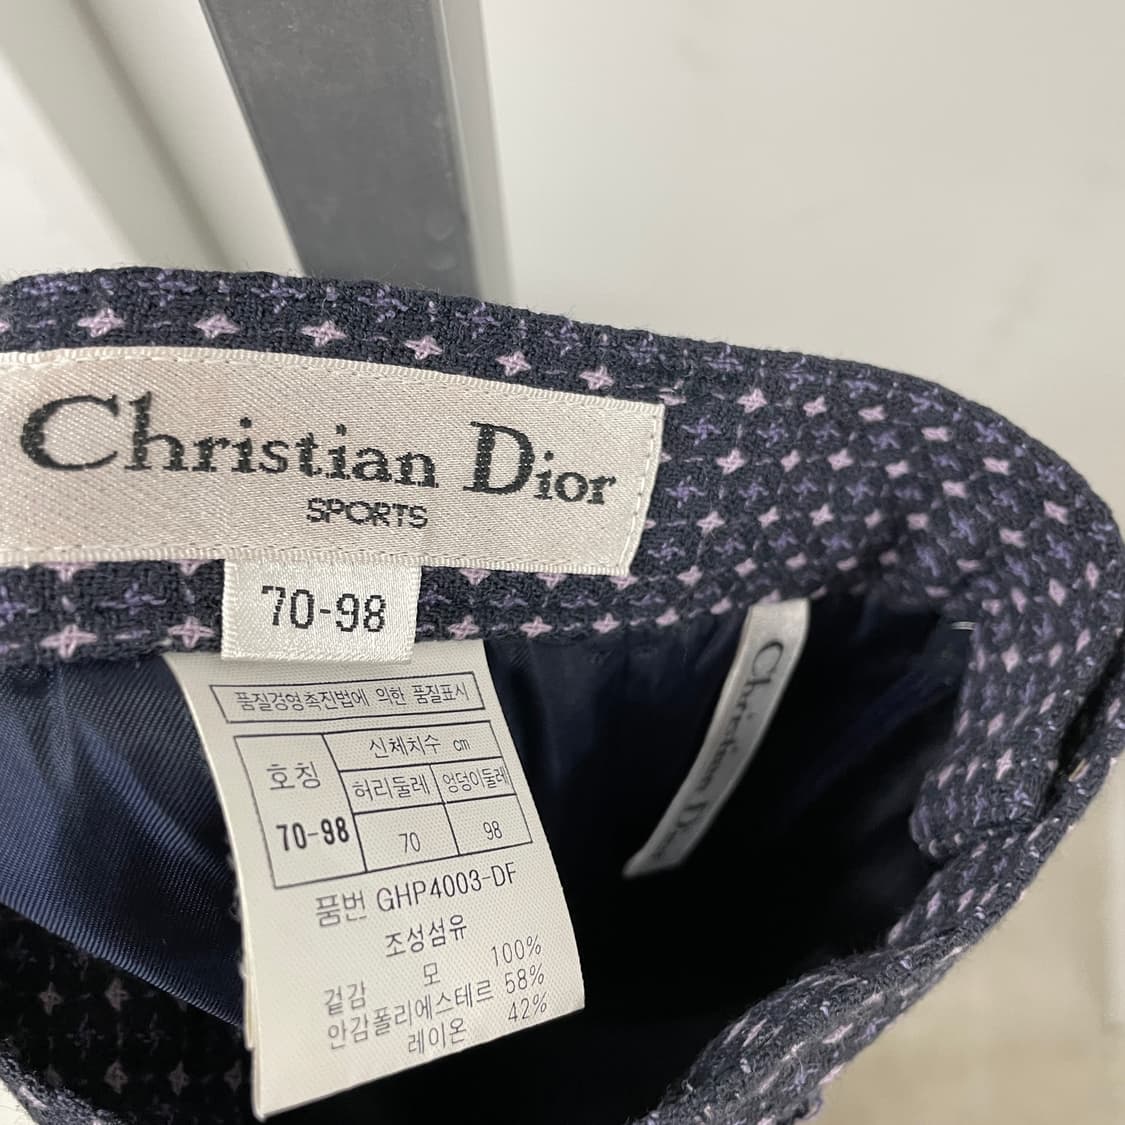 Christian Dior
SPORTS
70-98
품질경영촉진법에 의한 품질표시
호칭
신체치수 cm
허리둘레 엉덩이둘레
70-98 70 98
품번 GHP4003-DF
조성섬유
겉감 모 100%
안감폴리에스테르 58%
레이온 42%
Christian Dior